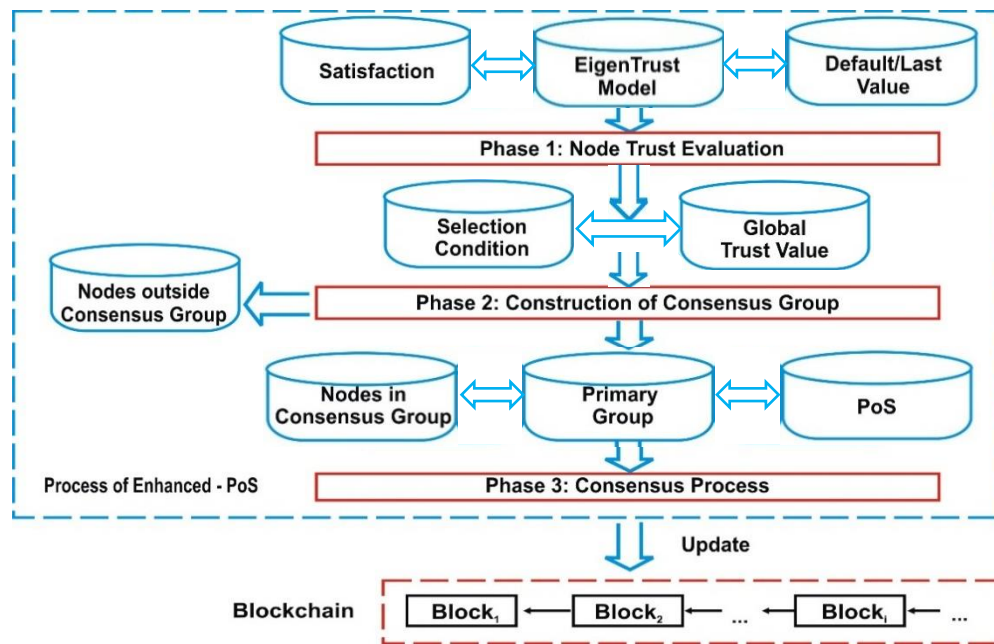 Satisfaction
EigenTrust
Model
Default/Last
Value
Phase 1: Node Trust Evaluation
Selection
Condition
Global
Trust Value
Nodes outside
Consensus Group
Phase 2: Construction of Consensus Group
Nodes in
Consensus Group
Primary
Group
PoS
Process of Enhanced - PoS
Phase 3: Consensus Process
Update
Blockchain
Block₁
Block₂
...
Blockᵢ
...